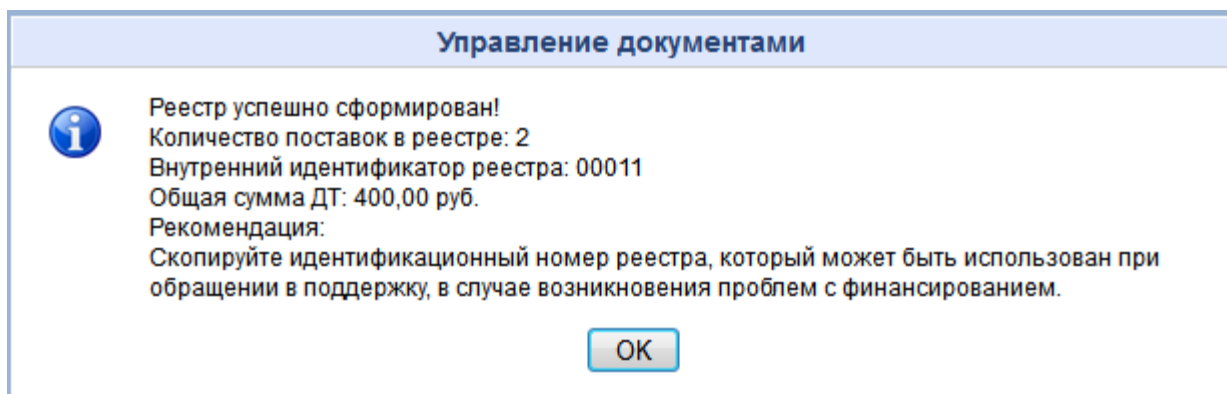 Управление документами
Реестр успешно сформирован!
Количество поставок в реестре: 2
Внутренний идентификатор реестра: 00011
Общая сумма ДТ: 400,00 руб.
Рекомендация:
Скопируйте идентификационный номер реестра, который может быть использован при
обращении в поддержку, в случае возникновения проблем с финансированием.
OK